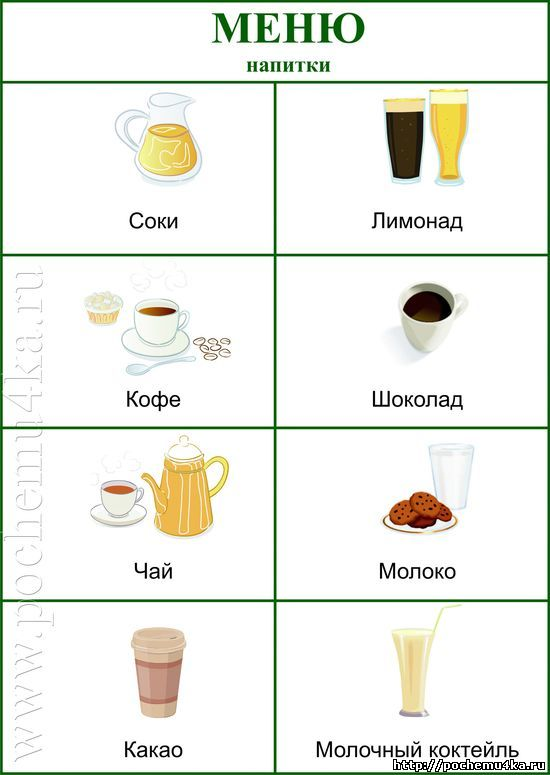 МЕНЮ
напитки
Соки
Лимонад
Кофе
Шоколад
Чай
Молоко
Какао
Молочный коктейль
www.pochemu4ka.ru
http://pochemu4ka.ru